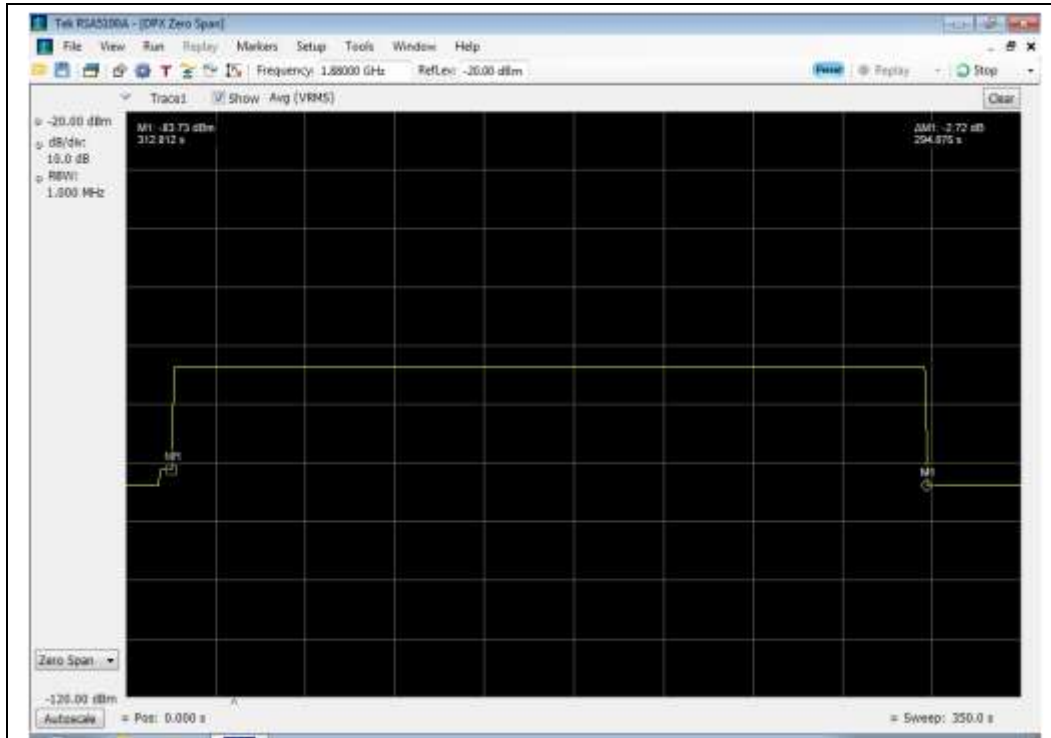 Tek RSA5100A - [DPX Zero Span]
File View Run Replay Markers Setup Tools Window Help
Frequency: 1.88000 GHz RefLev: -20.00 dBm Preset Replay Stop
Trace1 Show Avg (VRMS) Clear
-20.00 dBm
dB/div:
10.0 dB
RBW:
1.000 MHz
M1: -83.73 dBm
312.812 s
ΔM1: -2.72 dB
294.875 s
MR
M1
Zero Span
-120.00 dBm
Autoscale Pos: 0.000 s Sweep: 350.0 s